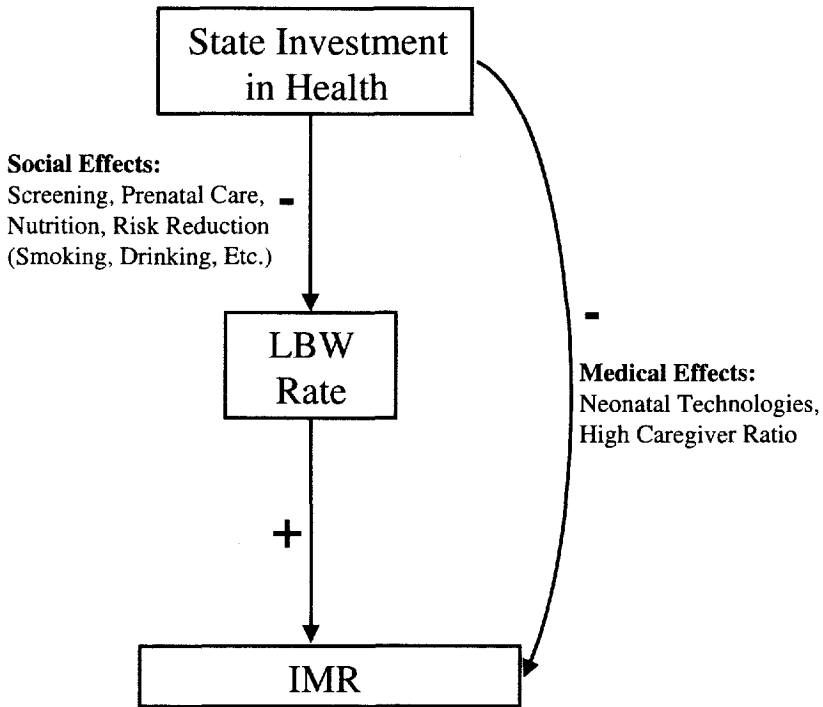 State Investment
in Health
Social Effects:
Screening, Prenatal Care,
Nutrition, Risk Reduction
(Smoking, Drinking, Etc.)
-
LBW
Rate
-
Medical Effects:
Neonatal Technologies,
High Caregiver Ratio
+
IMR